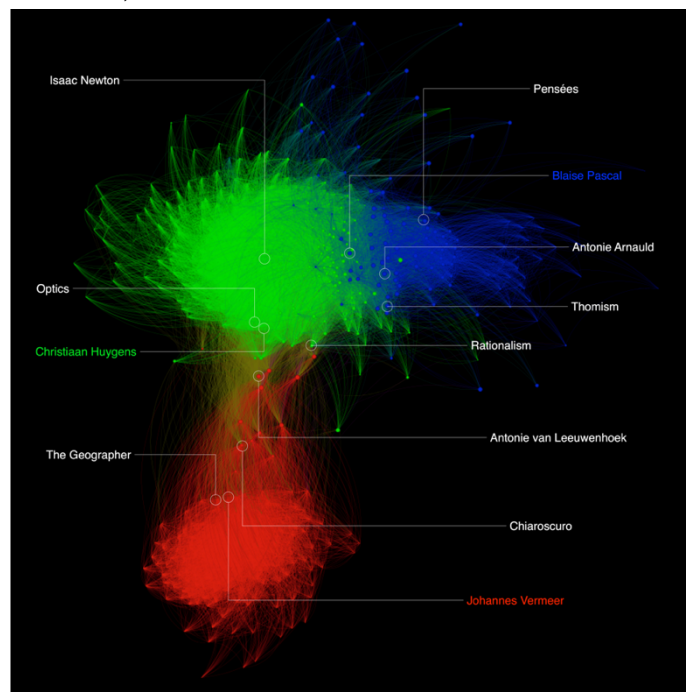 Isaac Newton
Pensées
Blaise Pascal
Antonie Arnauld
Optics
Thomism
Christiaan Huygens
Rationalism
Antonie van Leeuwenhoek
The Geographer
Chiaroscuro
Johannes Vermeer